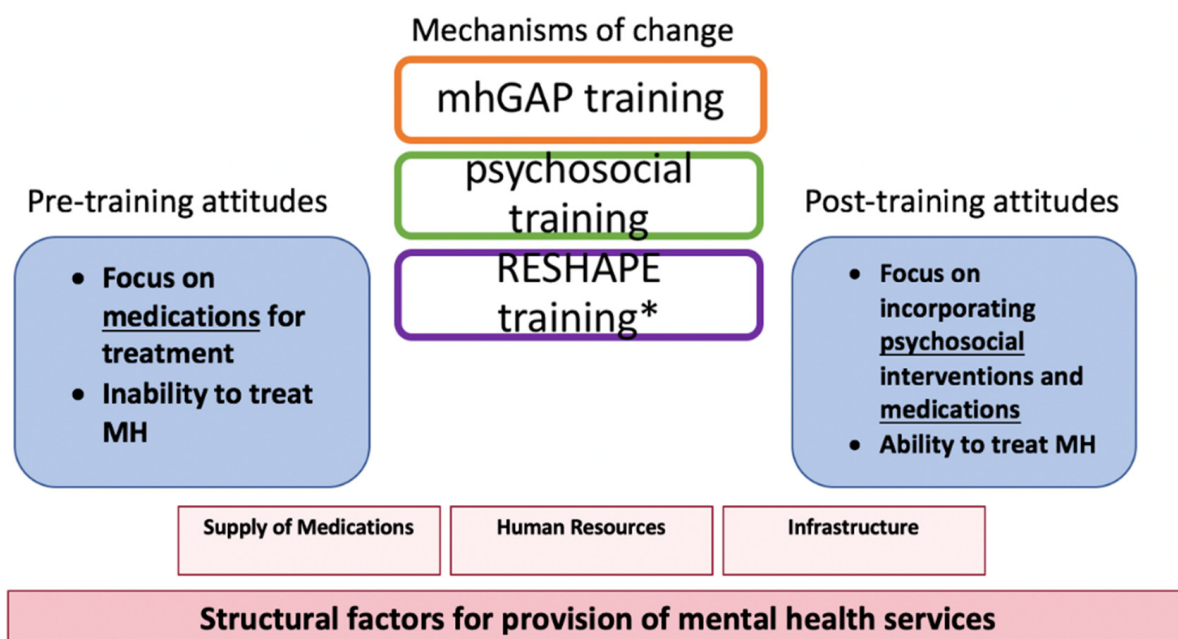 Mechanisms of change
mhGAP training
psychosocial
training
RESHAPE
training*
Pre-training attitudes
• Focus on
medications for
treatment
• Inability to treat
MH
Post-training attitudes
• Focus on
incorporating
psychosocial
interventions and
medications
• Ability to treat MH
Supply of Medications
Human Resources
Infrastructure
Structural factors for provision of mental health services